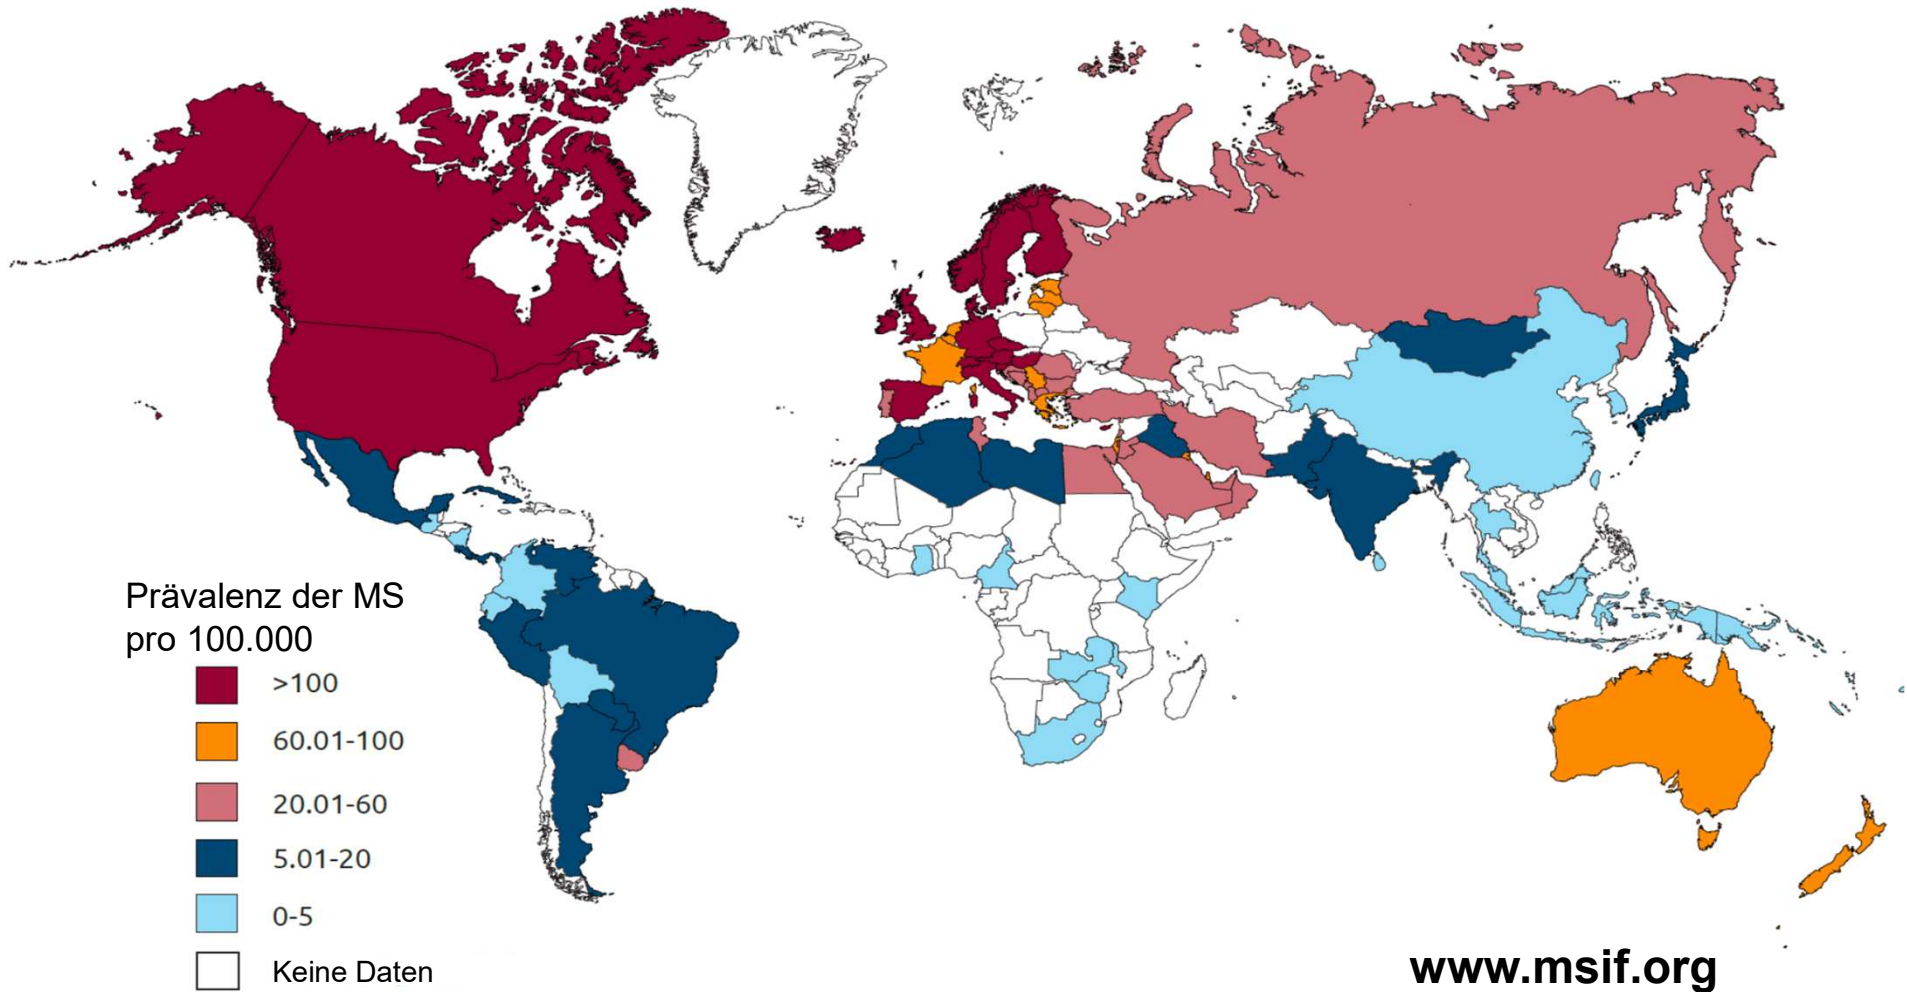 Prävalenz der MS
pro 100.000
>100
60.01-100
20.01-60
5.01-20
0-5
Keine Daten
www.msif.org